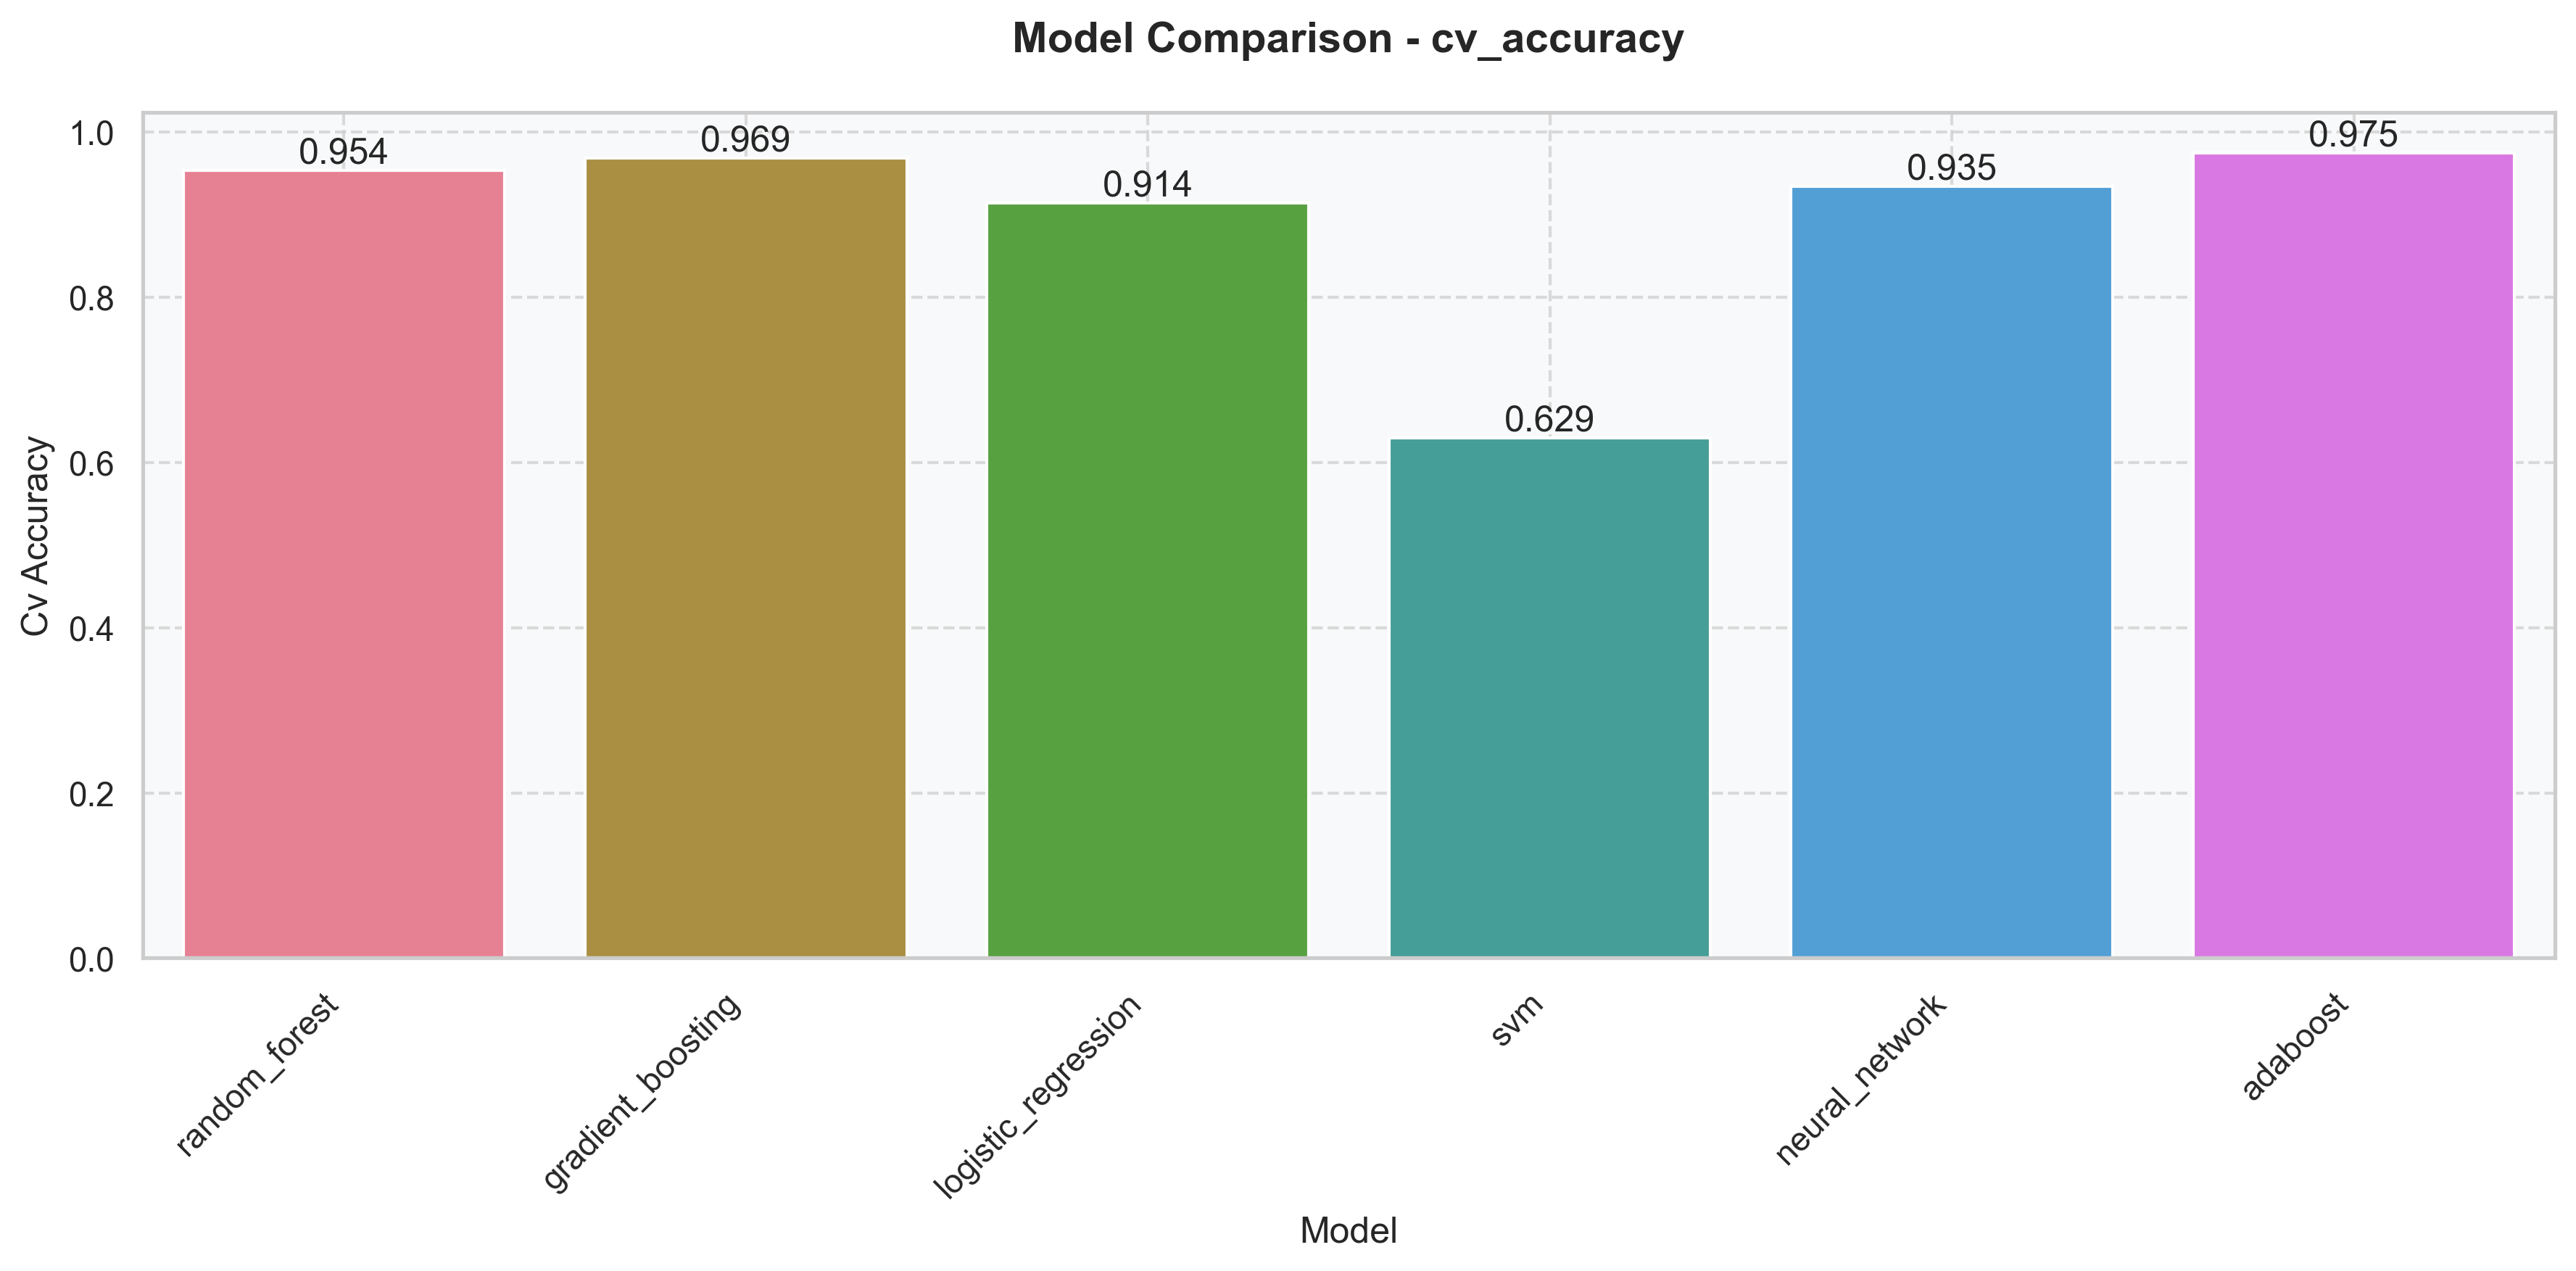 Model Comparison - cv_accuracy
1.0
0.8
0.6
0.4
0.2
0.0
Cv Accuracy
0.954
0.969
0.914
0.629
0.935
0.975
random_forest
gradient_boosting
logistic_regression
svm
neural_network
adaboost
Model